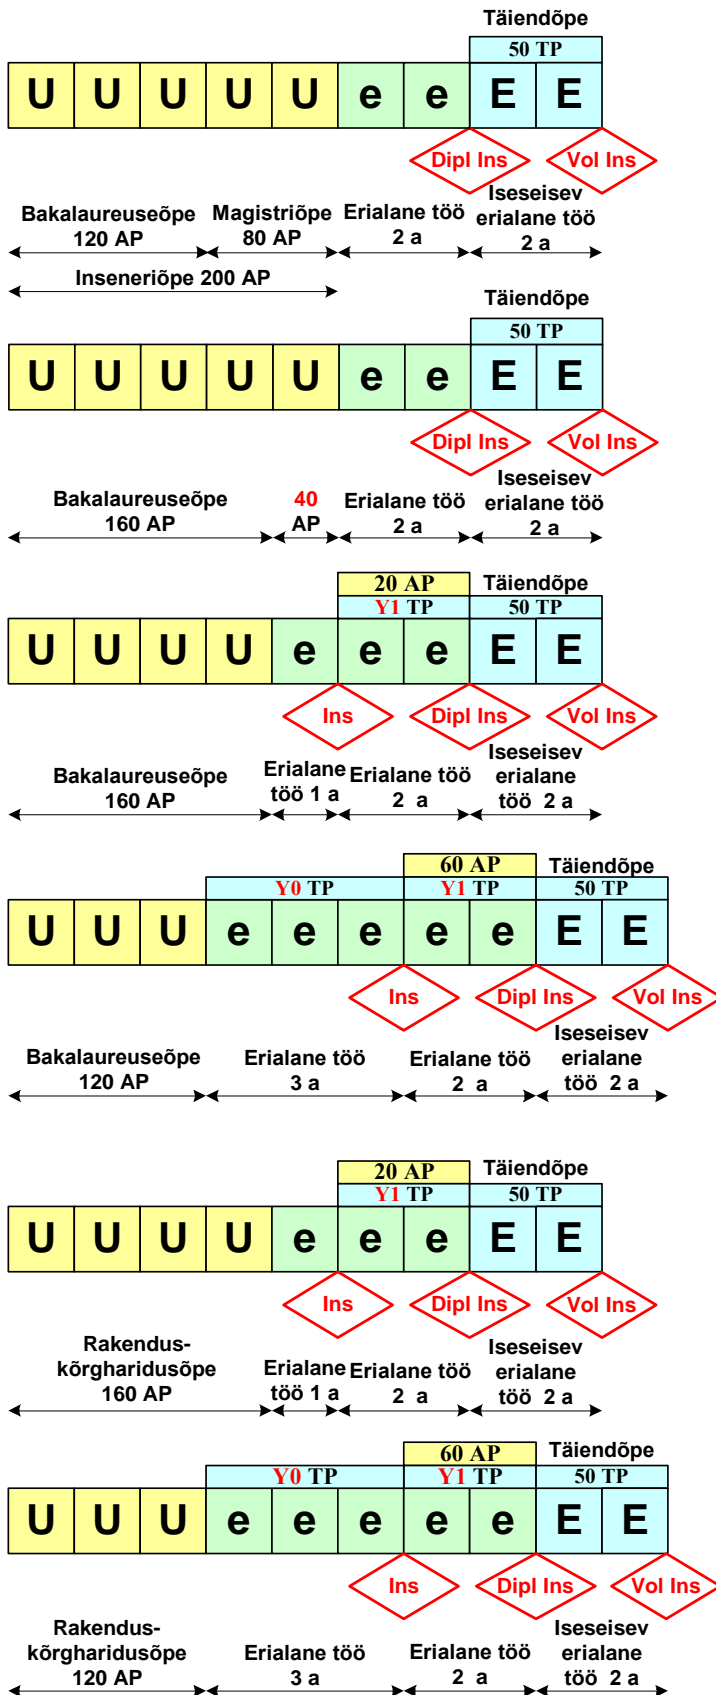 Täiendõpe
50 TP
U U U U U e e E E
Dipl Ins Vol Ins
Bakalaureuseõpe Magistriõpe Erialane töö Iseseisev
120 AP 80 AP 2 a erialane töö
2 a
Inseneriõpe 200 AP
Täiendõpe
50 TP
U U U U U e e E E
Dipl Ins Vol Ins
Bakalaureuseõpe 40 Erialane töö Iseseisev
160 AP AP 2 a erialane töö
2 a
20 AP Täiendõpe
Y1 TP 50 TP
U U U U e e e E E
Ins Dipl Ins Vol Ins
Bakalaureuseõpe Erialane Erialane töö Iseseisev
160 AP töö 1 a 2 a erialane
töö 2 a
60 AP Täiendõpe
Y0 TP Y1 TP 50 TP
U U U e e e e e E E
Ins Dipl Ins Vol Ins
Bakalaureuseõpe Erialane töö Erialane töö Iseseisev
120 AP 3 a 2 a erialane
töö 2 a
20 AP Täiendõpe
Y1 TP 50 TP
U U U U e e e E E
Ins Dipl Ins Vol Ins
Rakendus- Iseseisev
kõrgharidusõpe Erialane Erialane töö erialane
160 AP töö 1 a 2 a töö 2 a
60 AP Täiendõpe
Y0 TP Y1 TP 50 TP
U U U e e e e e E E
Ins Dipl Ins Vol Ins
Rakendus- Iseseisev
kõrgharidusõpe Erialane töö Erialane töö erialane
120 AP 3 a 2 a töö 2 a